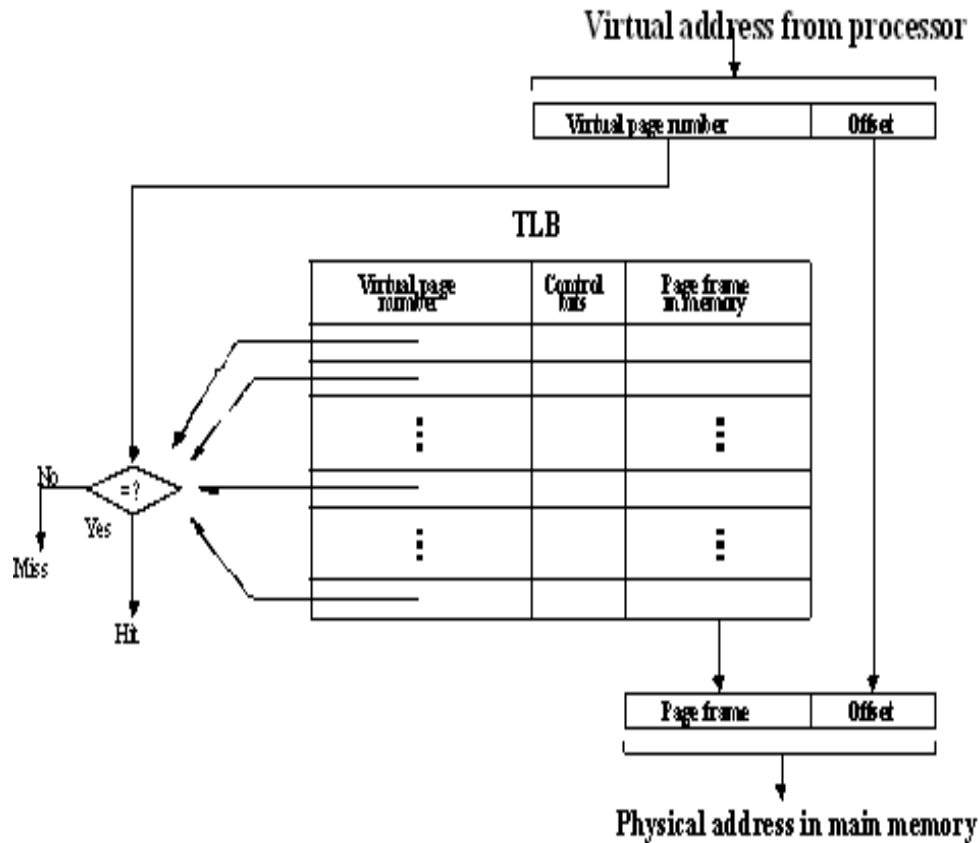 Virtual address from processor
Virtual page number
Offset
TLB
Virtual page
number
Control
bits
Page frame
in memory
No
= ?
Yes
Miss
Hit
Page frame
Offset
Physical address in main memory